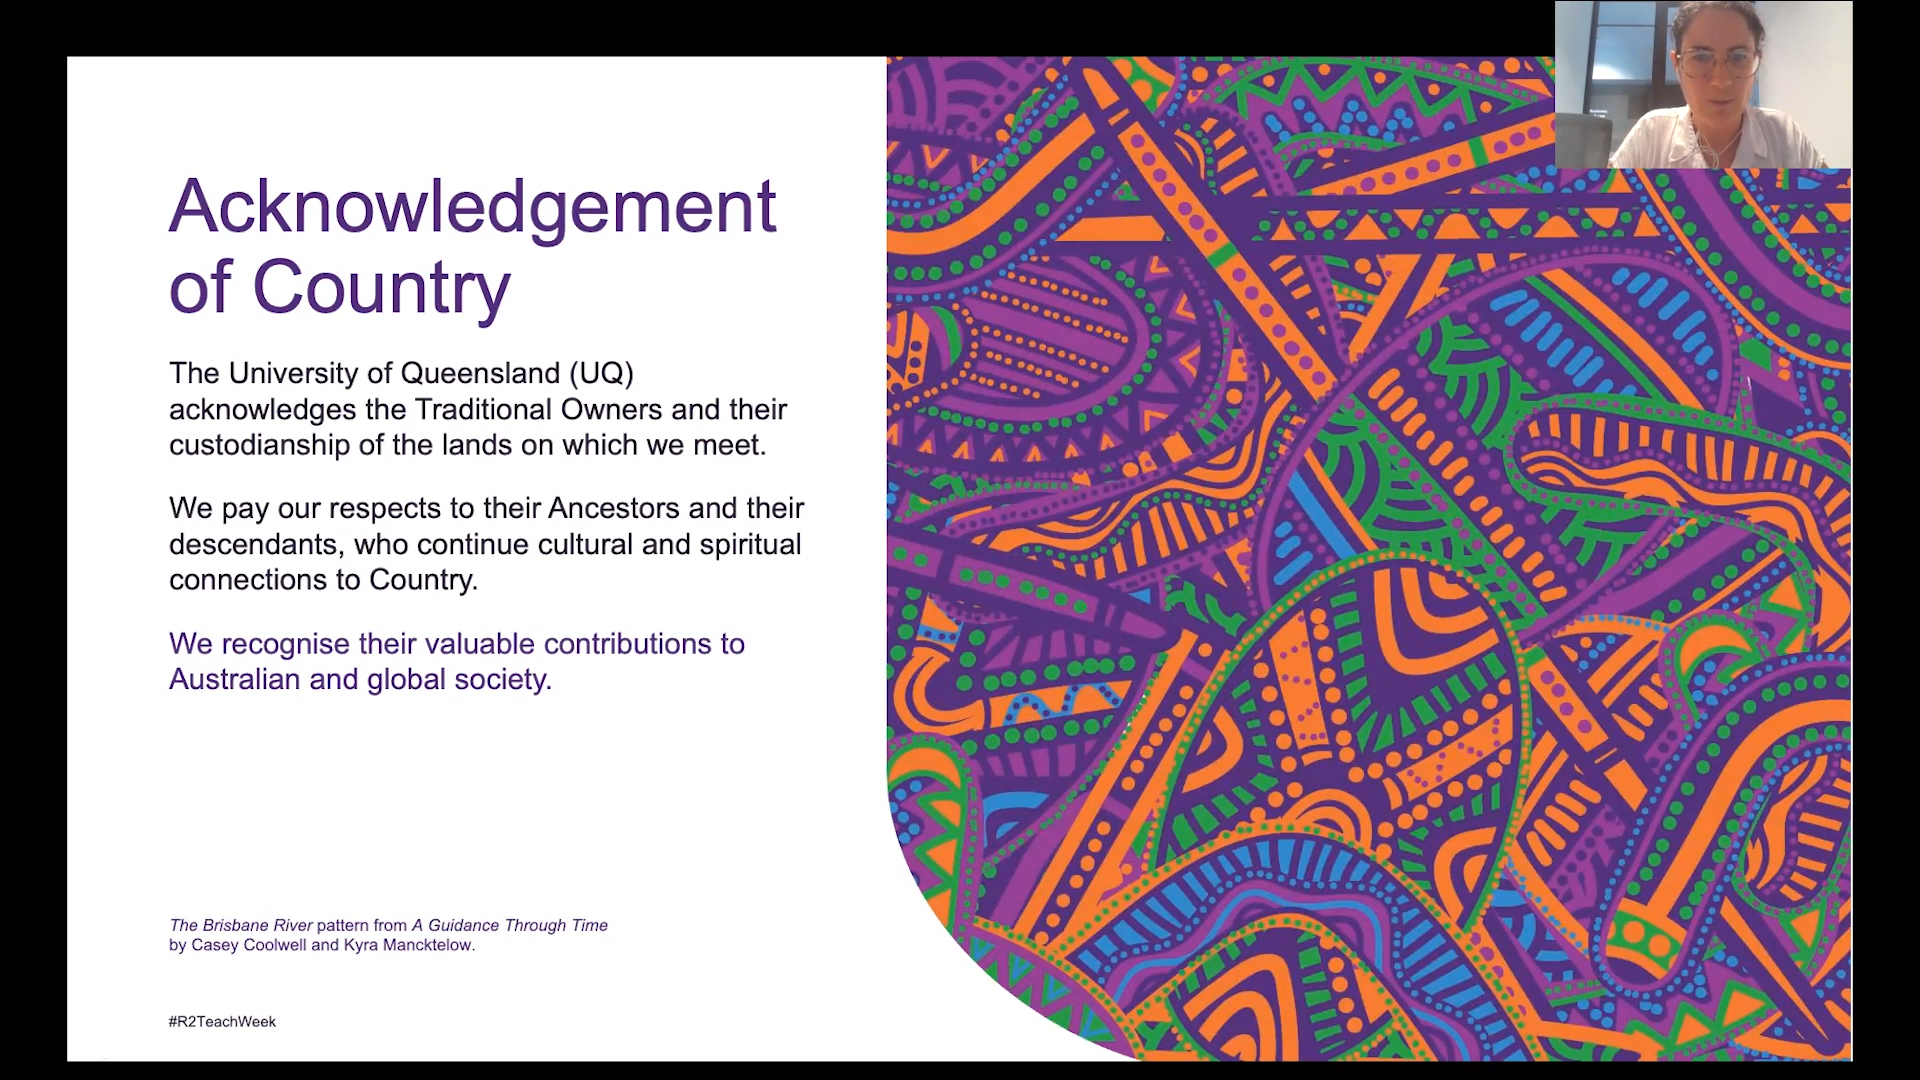 Acknowledgement
of Country
The University of Queensland (UQ)
acknowledges the Traditional Owners and their
custodianship of the lands on which we meet.
We pay our respects to their Ancestors and their
descendants, who continue cultural and spiritual
connections to Country.
We recognise their valuable contributions to
Australian and global society.
The Brisbane River pattern from A Guidance Through Time
by Casey Coolwell and Kyra Mancktelow.
#R2TeachWeek